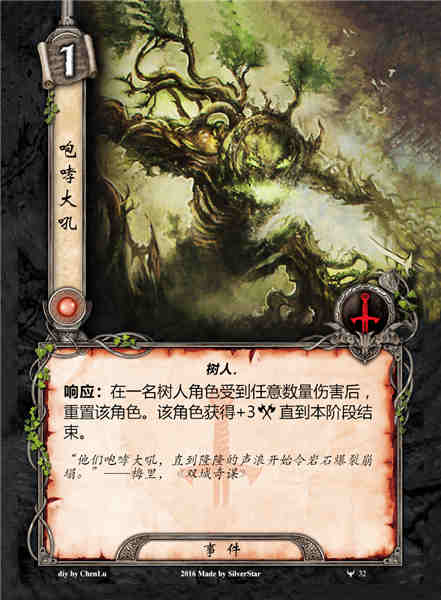 1
咆哮大吼
树人.
响应：在一名树人角色受到任意数量伤害后，
重置该角色。该角色获得+3 直到本阶段结
束。
“他们咆哮大吼，直到隆隆的声浪开始令岩石爆裂崩
塌。”——梅里，《双城奇谋》
事件
diy by ChenLu
2016 Made by SilverStar
32